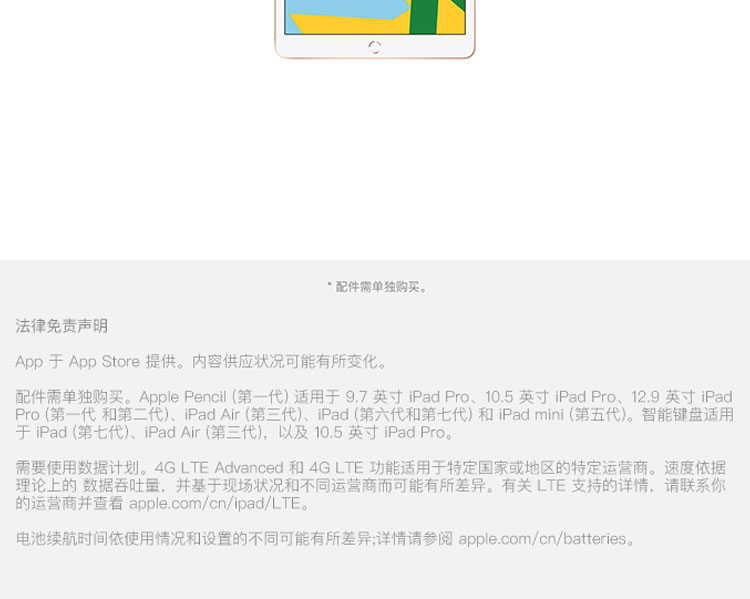 * 配件需单独购买。
法律免责声明
App 于 App Store 提供。内容供应状况可能有所变化。
配件需单独购买。Apple Pencil (第一代) 适用于 9.7 英寸 iPad Pro、10.5 英寸 iPad Pro、12.9 英寸 iPad
Pro (第一代 和第二代)、iPad Air (第三代)、iPad (第六代和第七代) 和 iPad mini (第五代)。智能键盘适用
于 iPad (第七代)、iPad Air (第三代)，以及 10.5 英寸 iPad Pro。
需要使用数据计划。4G LTE Advanced 和 4G LTE 功能适用于特定国家或地区的特定运营商。速度依据
理论上的 数据吞吐量，并基于现场状况和不同运营商而可能有所差异。有关 LTE 支持的详情，请联系你
的运营商并查看 apple.com/cn/ipad/LTE。
电池续航时间依使用情况和设置的不同可能有所差异;详情请参阅 apple.com/cn/batteries。